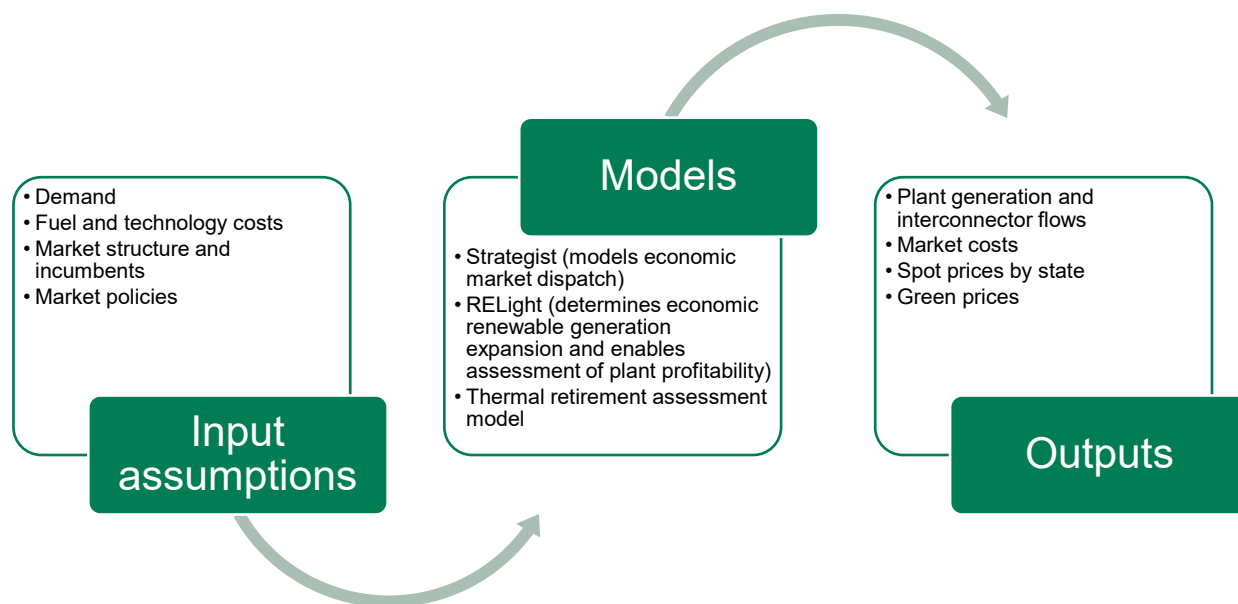 • Demand
• Fuel and technology costs
• Market structure and
incumbents
• Market policies
Input
assumptions
Models
• Strategist (models economic
market dispatch)
• RELight (determines economic
renewable generation
expansion and enables
assessment of plant profitability)
• Thermal retirement assessment
model
• Plant generation and
interconnector flows
• Market costs
• Spot prices by state
• Green prices
Outputs